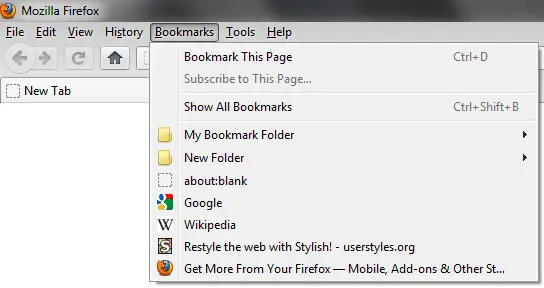 Mozilla Firefox
File Edit View History Bookmarks Tools Help
Bookmark This Page Ctrl+D
Subscribe to This Page...
New Tab
Show All Bookmarks Ctrl+Shift+B
My Bookmark Folder
New Folder
about:blank
Google
W Wikipedia
S Restyle the web with Stylish! - userstyles.org
Get More From Your Firefox — Mobile, Add-ons & Other St...